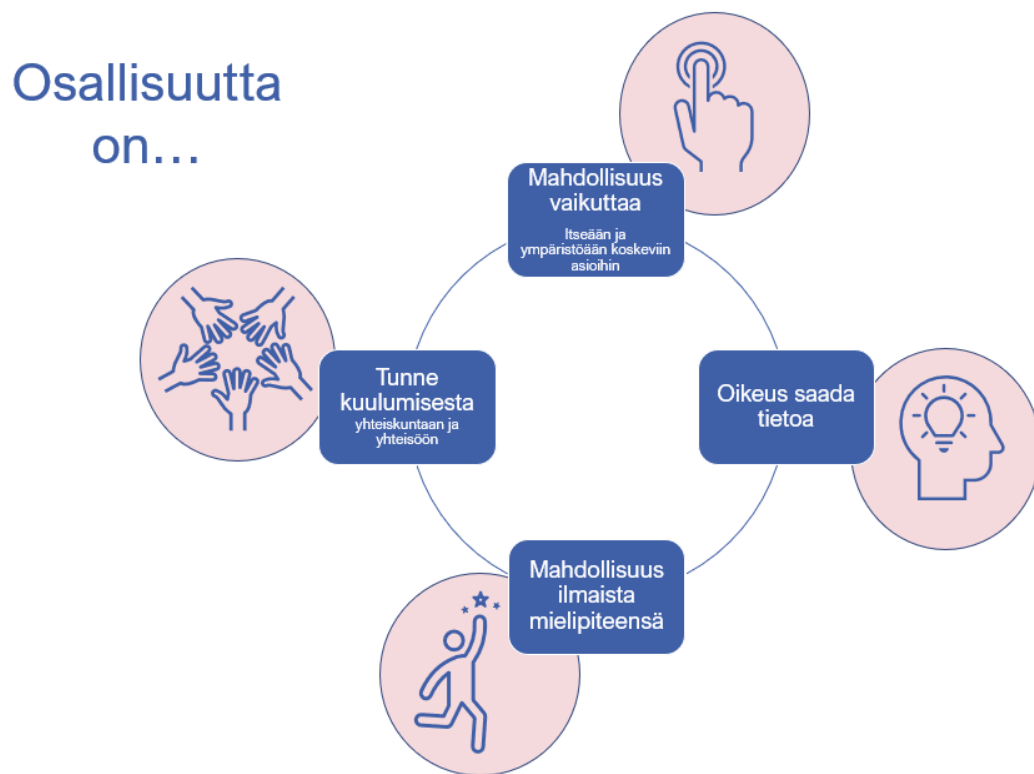 Osallisuutta
on…
Mahdollisuus
vaikuttaa
Itseään ja
ympäristöään koskeviin
asioihin
Oikeus saada
tietoa
Mahdollisuus
ilmaista
mielipiteensä
Tunne
kuulumisesta
yhteiskuntaan ja
yhteisöön